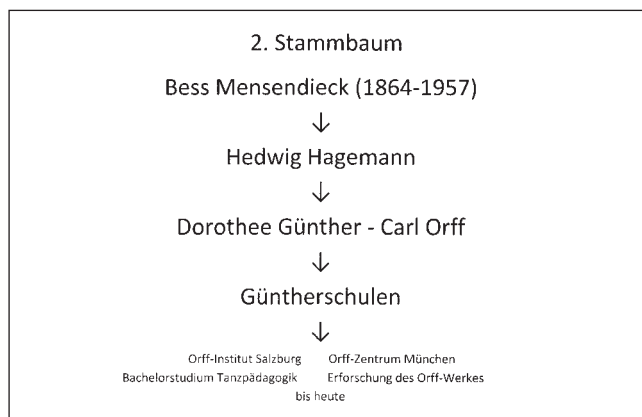 2. Stammbaum
Bess Mensendieck (1864-1957)
↓
Hedwig Hagemann
↓
Dorothee Günther - Carl Orff
↓
Güntherschulen
↓
Orff-Institut Salzburg Orff-Zentrum München
Bachelorstudium Tanzpädagogik Erforschung des Orff-Werkes
bis heute